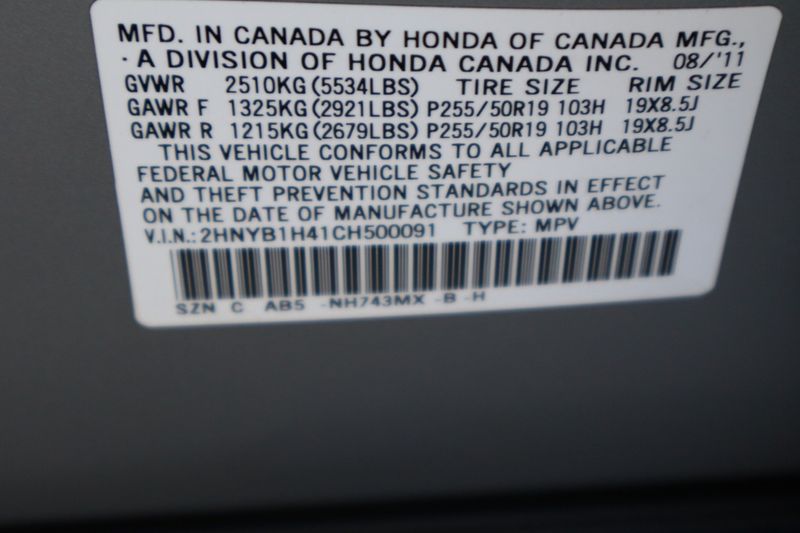 MFD. IN CANADA BY HONDA OF CANADA MFG.,
· A DIVISION OF HONDA CANADA INC. 08/'11
GVWR 2510KG(5534LBS) TIRE SIZE RIM SIZE
GAWR F 1325KG(2921LBS) P255/50R19 103H 19X8.5J
GAWR R 1215KG(2679LBS) P255/50R19 103H 19X8.5J
THIS VEHICLE CONFORMS TO ALL APPLICABLE
FEDERAL MOTOR VEHICLE SAFETY
AND THEFT PREVENTION STANDARDS IN EFFECT
ON THE DATE OF MANUFACTURE SHOWN ABOVE.
V.I.N.: 2HNYB1H41CH500091 TYPE: MPV
SZN C AB5 -NH743MX -B -H